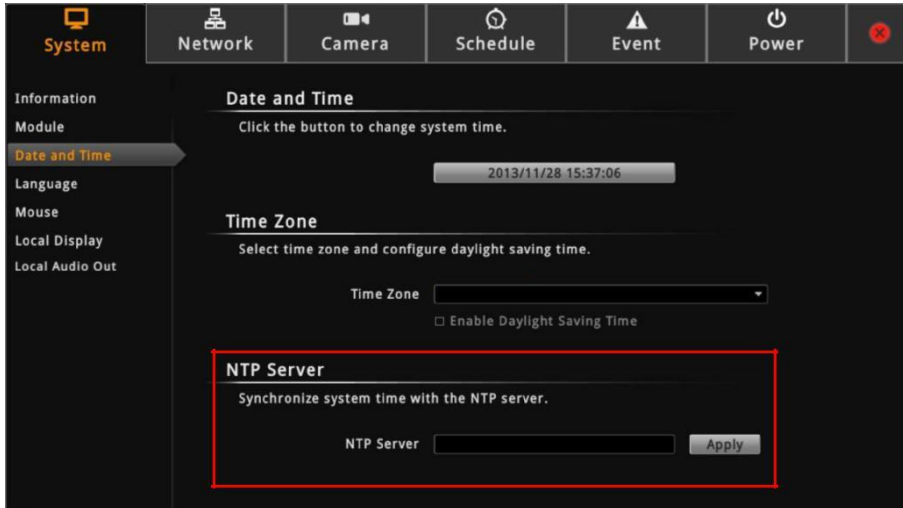 System
Network
Camera
Schedule
Event
Power
Information
Module
Date and Time
Language
Mouse
Local Display
Local Audio Out
Date and Time
Click the button to change system time.
2013/11/28 15:37:06
Time Zone
Select time zone and configure daylight saving time.
Time Zone
Enable Daylight Saving Time
NTP Server
Synchronize system time with the NTP server.
NTP Server
Apply